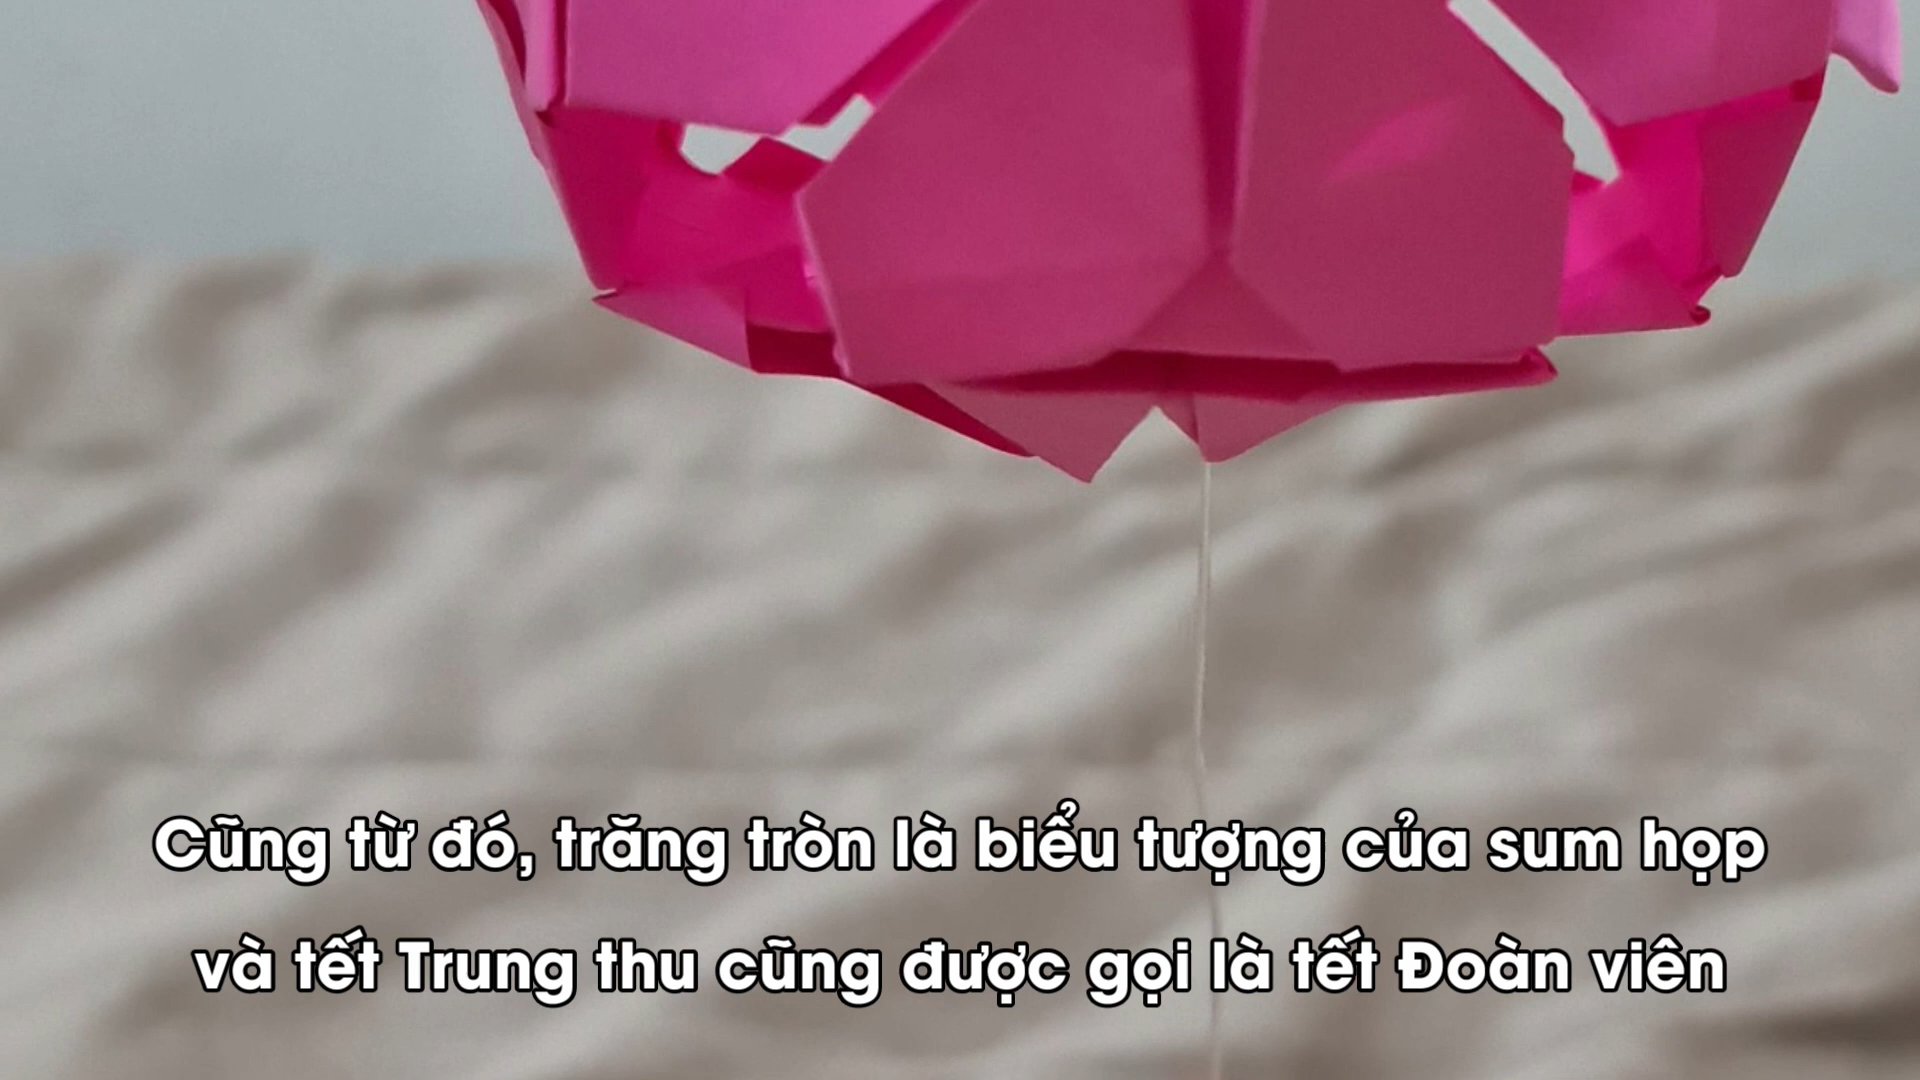 Cũng từ đó, trăng tròn là biểu tượng của sum họp
và tết Trung thu cũng được gọi là tết Đoàn viên